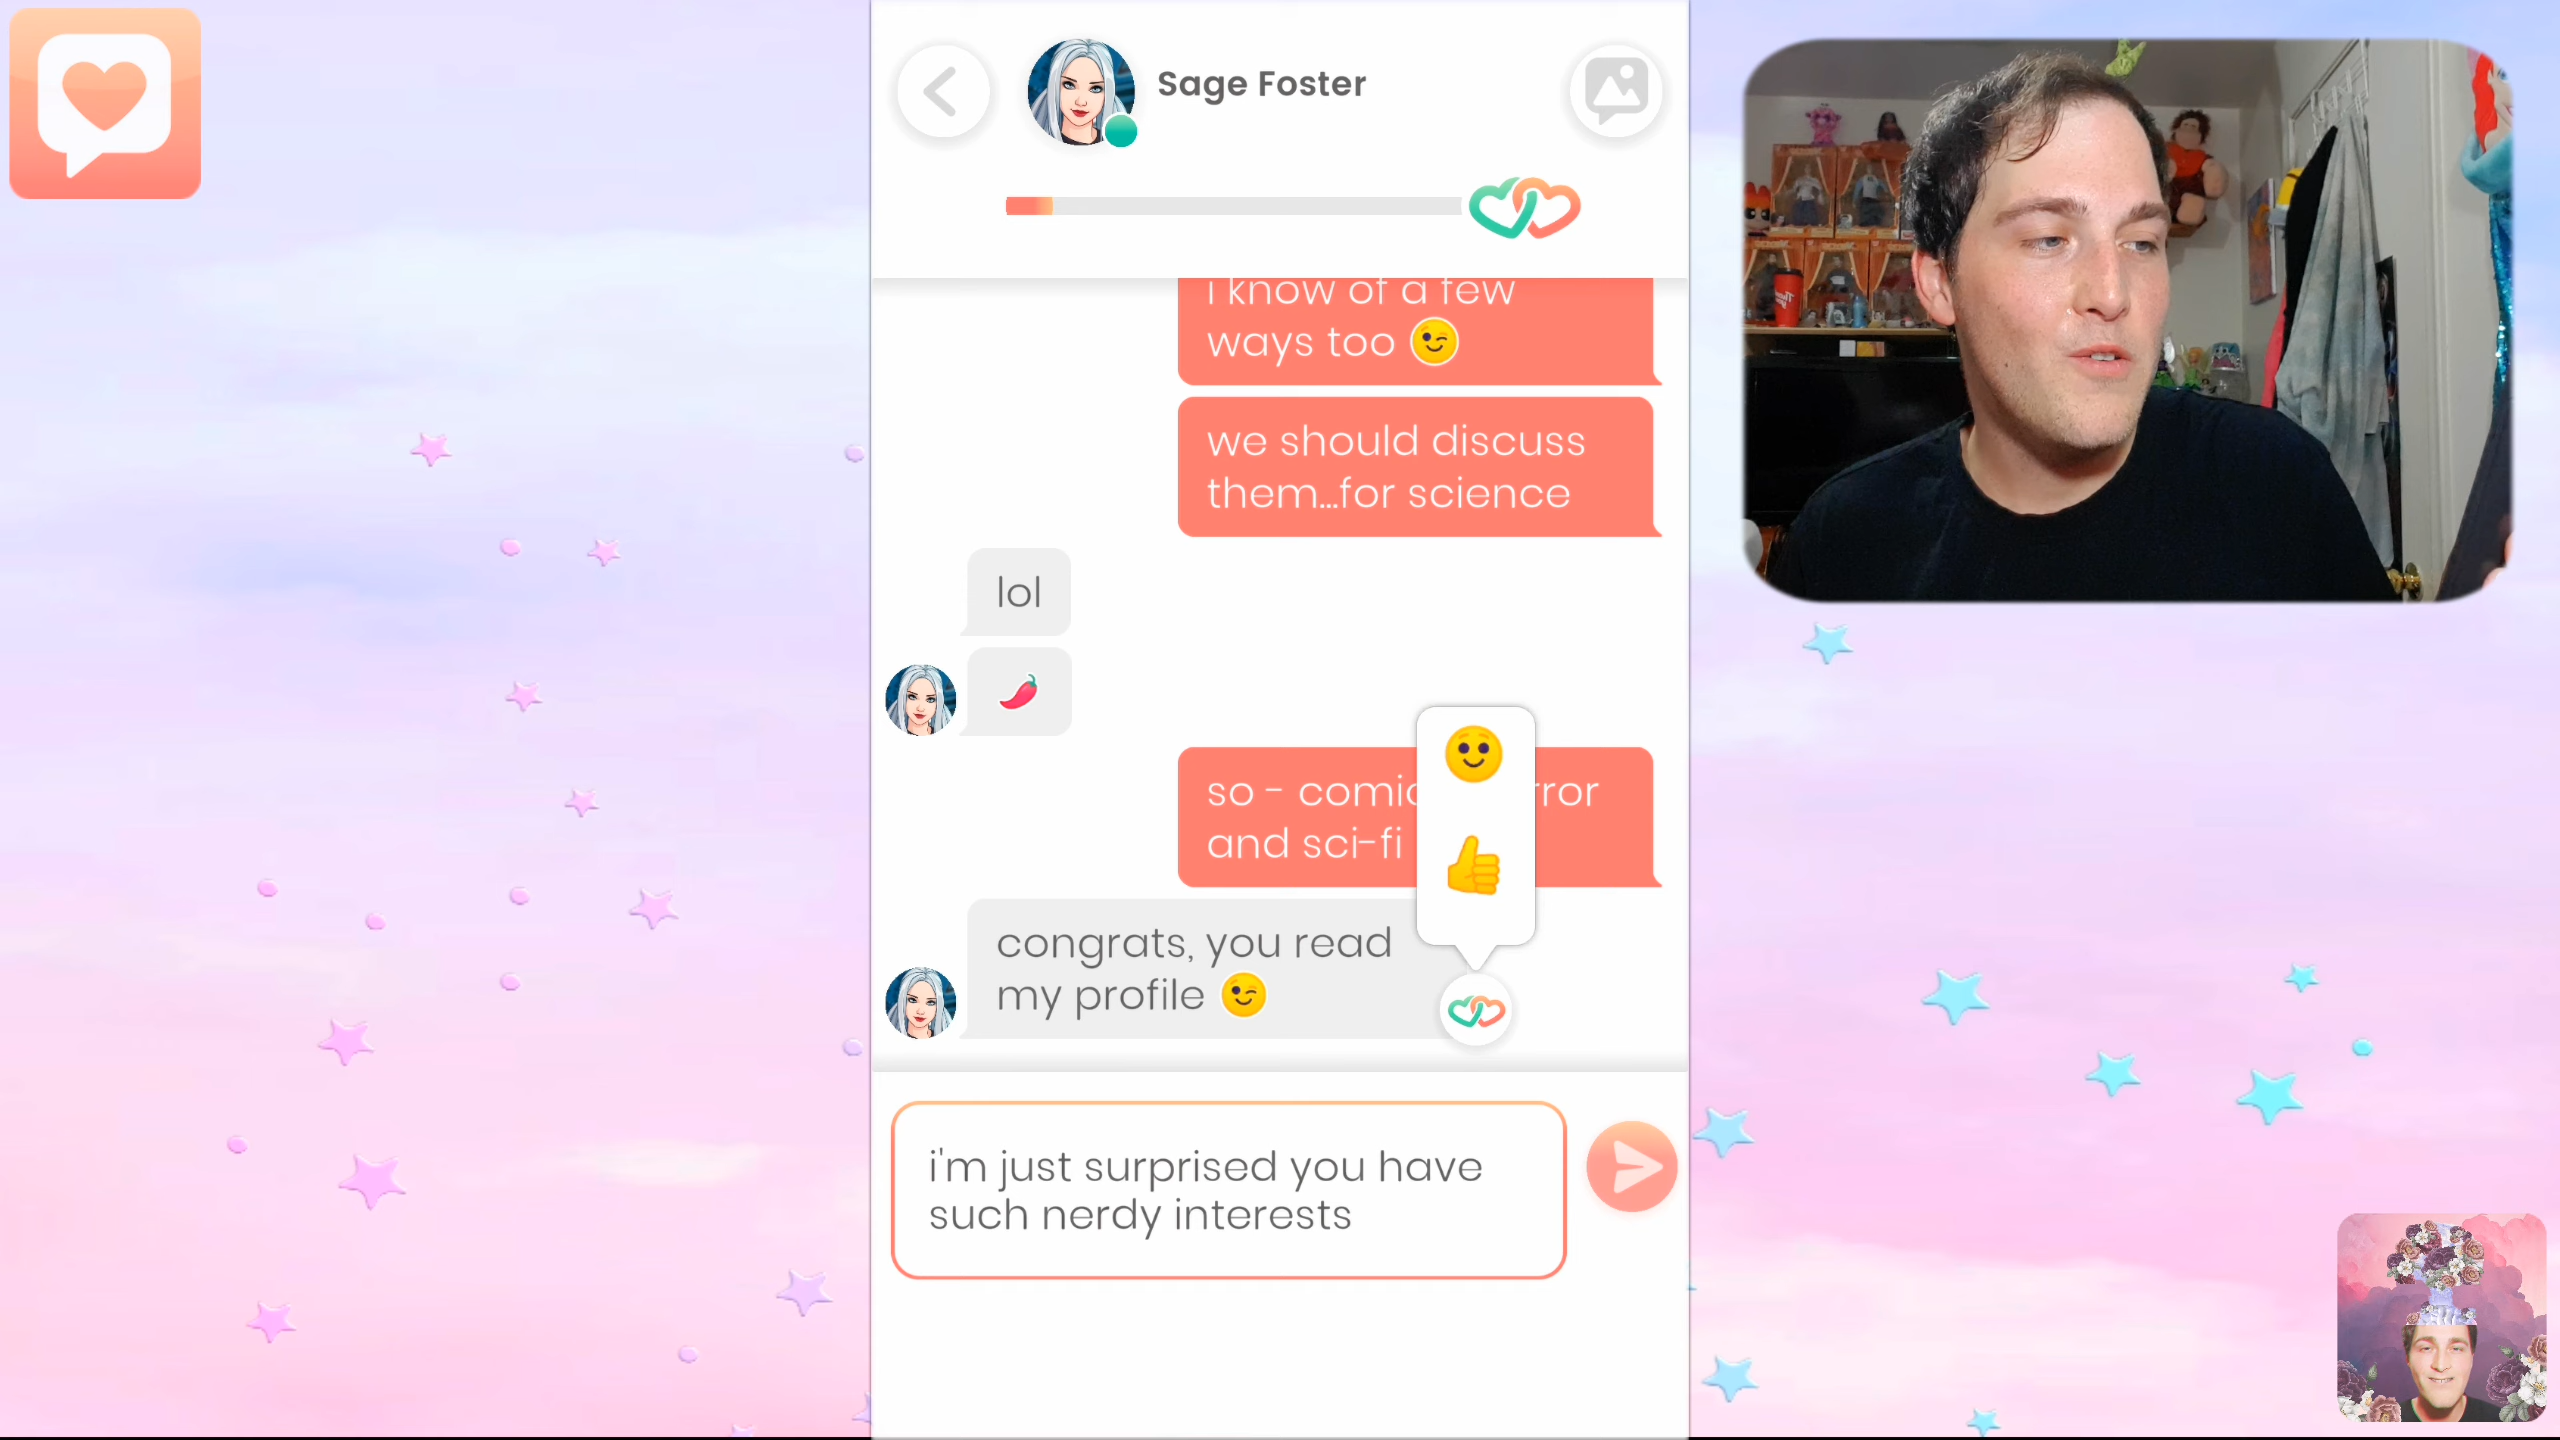 Sage Foster
i know of a few
ways too 😉
we should discuss
them...for science
lol
🌶️
so - comic rror
and sci-fi
congrats, you read
my profile 😉
i'm just surprised you have
such nerdy interests